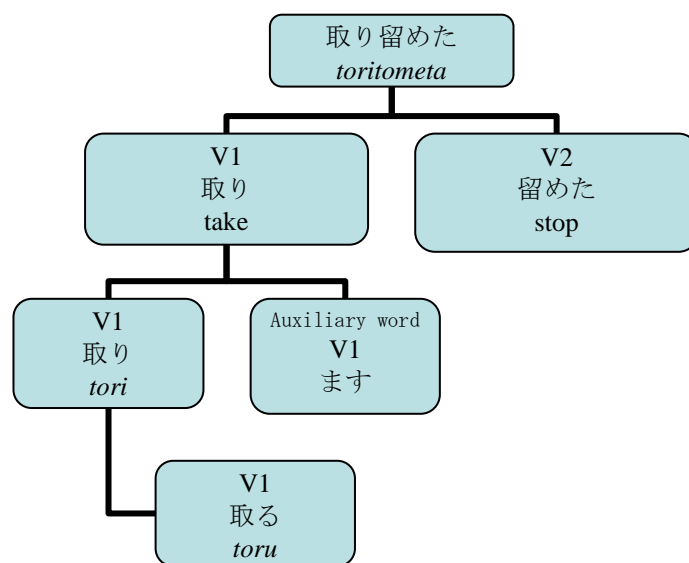 取り留めた
toritometa
V1
取り
take
V2
留めた
stop
V1
取り
tori
Auxiliary word
V1
ます
V1
取る
toru